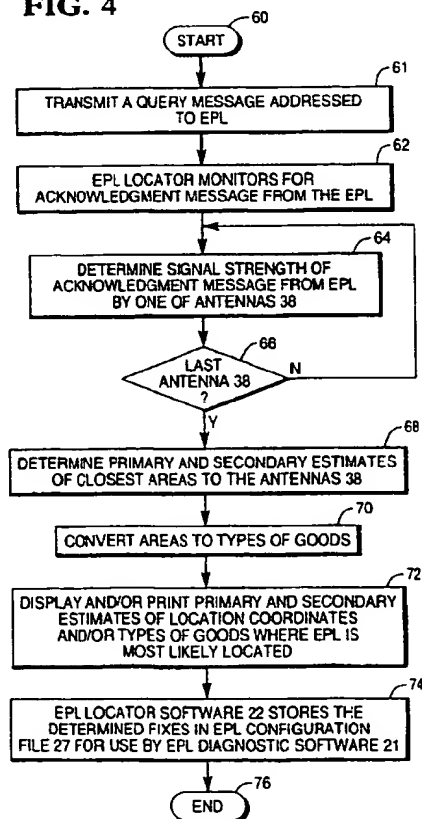 FIG. 4
60
START
61
TRANSMIT A QUERY MESSAGE ADDRESSED
TO EPL
62
EPL LOCATOR MONITORS FOR
ACKNOWLEDGMENT MESSAGE FROM THE EPL
64
DETERMINE SIGNAL STRENGTH OF
ACKNOWLEDGMENT MESSAGE FROM EPL
BY ONE OF ANTENNAS 38
66
LAST
ANTENNA 38
?
N
Y
68
DETERMINE PRIMARY AND SECONDARY ESTIMATES
OF CLOSEST AREAS TO THE ANTENNAS 38
70
CONVERT AREAS TO TYPES OF GOODS
72
DISPLAY AND/OR PRINT PRIMARY AND SECONDARY
ESTIMATES OF LOCATION COORDINATES
AND/OR TYPES OF GOODS WHERE EPL IS
MOST LIKELY LOCATED
74
EPL LOCATOR SOFTWARE 22 STORES THE
DETERMINED FIXES IN EPL CONFIGURATION
FILE 27 FOR USE BY EPL DIAGNOSTIC SOFTWARE 21
76
END